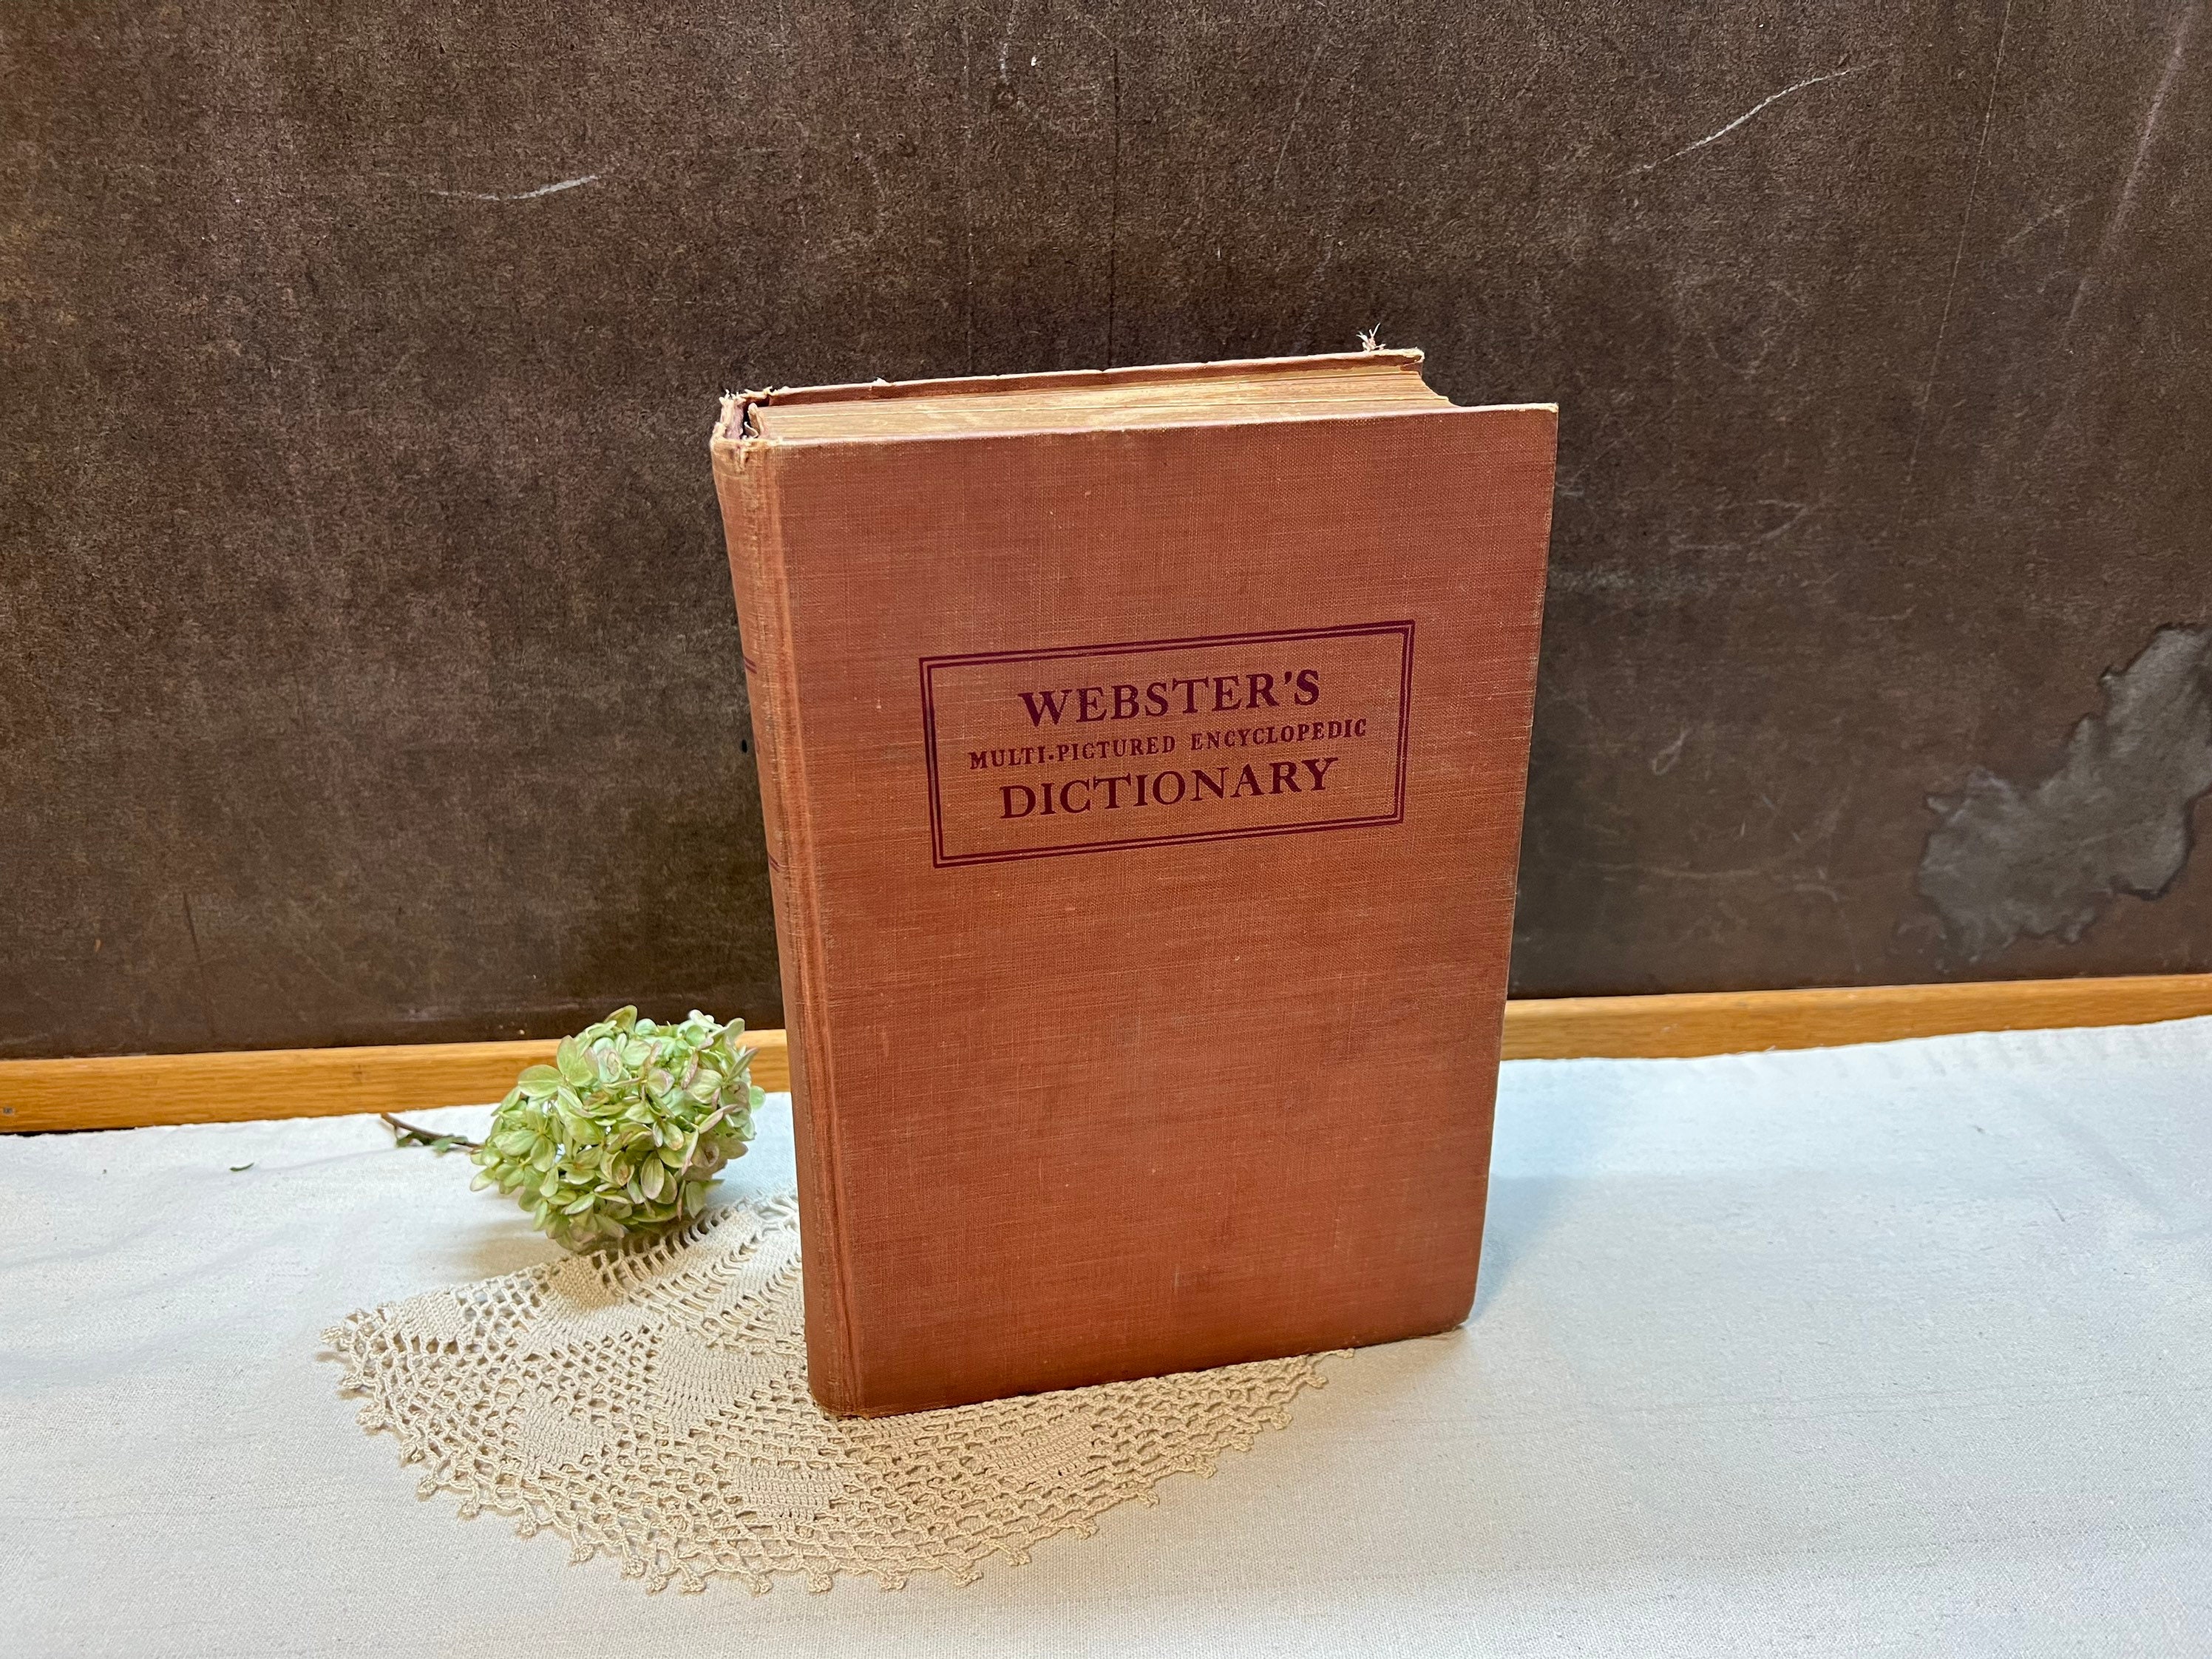 WEBSTER'S
MULTI-PICTURED ENCYCLOPEDIC
DICTIONARY